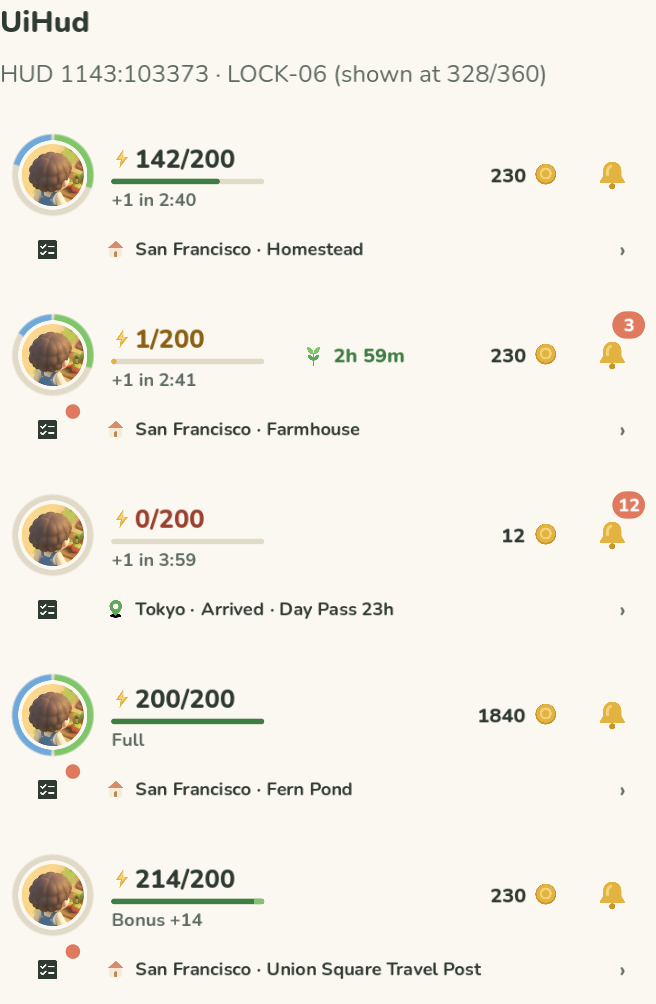 UiHud
HUD 1143:103373 · LOCK-06 (shown at 328/360)
142/200
230
+1 in 2:40
San Francisco · Homestead ›
3
1/200
2h 59m
230
+1 in 2:41
San Francisco · Farmhouse ›
12
0/200
12
+1 in 3:59
Tokyo · Arrived · Day Pass 23h ›
200/200
1840
Full
San Francisco · Fern Pond ›
214/200
230
Bonus +14
San Francisco · Union Square Travel Post ›